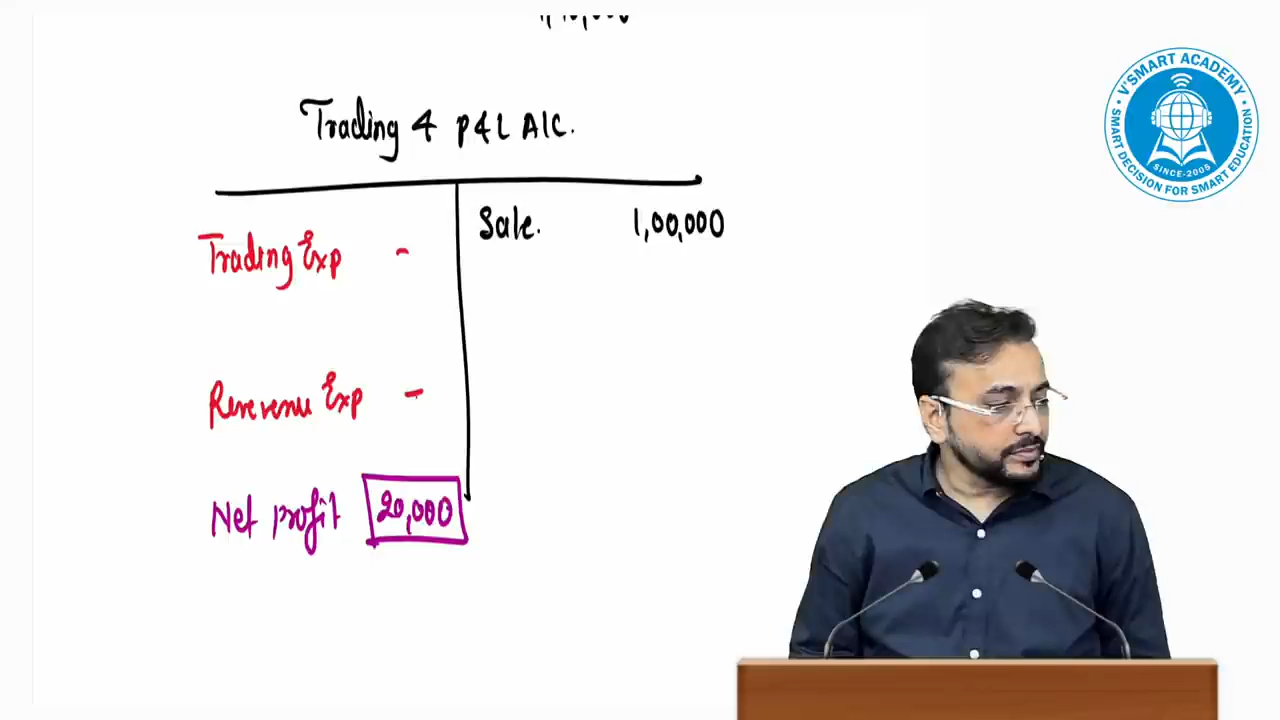 Trading & P&L A/C.
Sale. 1,00,000
Trading Exp -
Revenue Exp -
Net profit 20,000
V'SMART ACADEMY
SINCE-2005
SMART DECISION FOR SMART EDUCATION